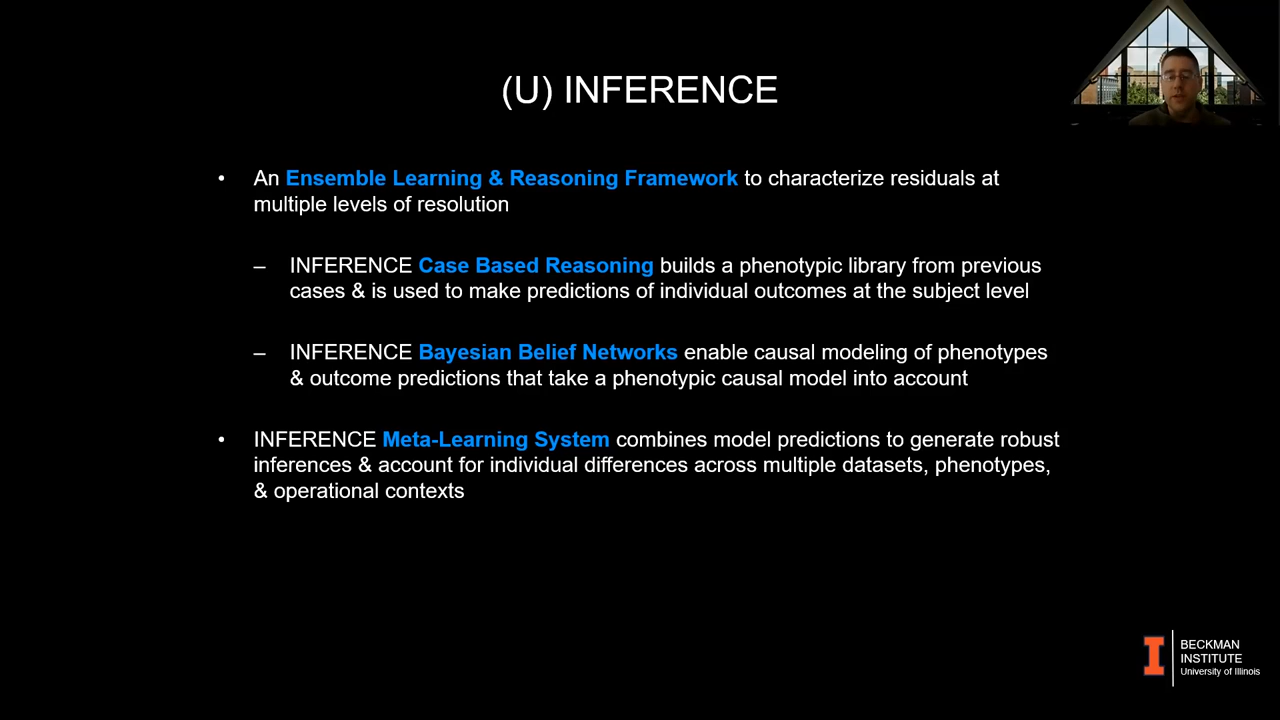 (U) INFERENCE
• An Ensemble Learning & Reasoning Framework to characterize residuals at
multiple levels of resolution
– INFERENCE Case Based Reasoning builds a phenotypic library from previous
cases & is used to make predictions of individual outcomes at the subject level
– INFERENCE Bayesian Belief Networks enable causal modeling of phenotypes
& outcome predictions that take a phenotypic causal model into account
• INFERENCE Meta-Learning System combines model predictions to generate robust
inferences & account for individual differences across multiple datasets, phenotypes,
& operational contexts
I
BECKMAN
INSTITUTE
University of Illinois